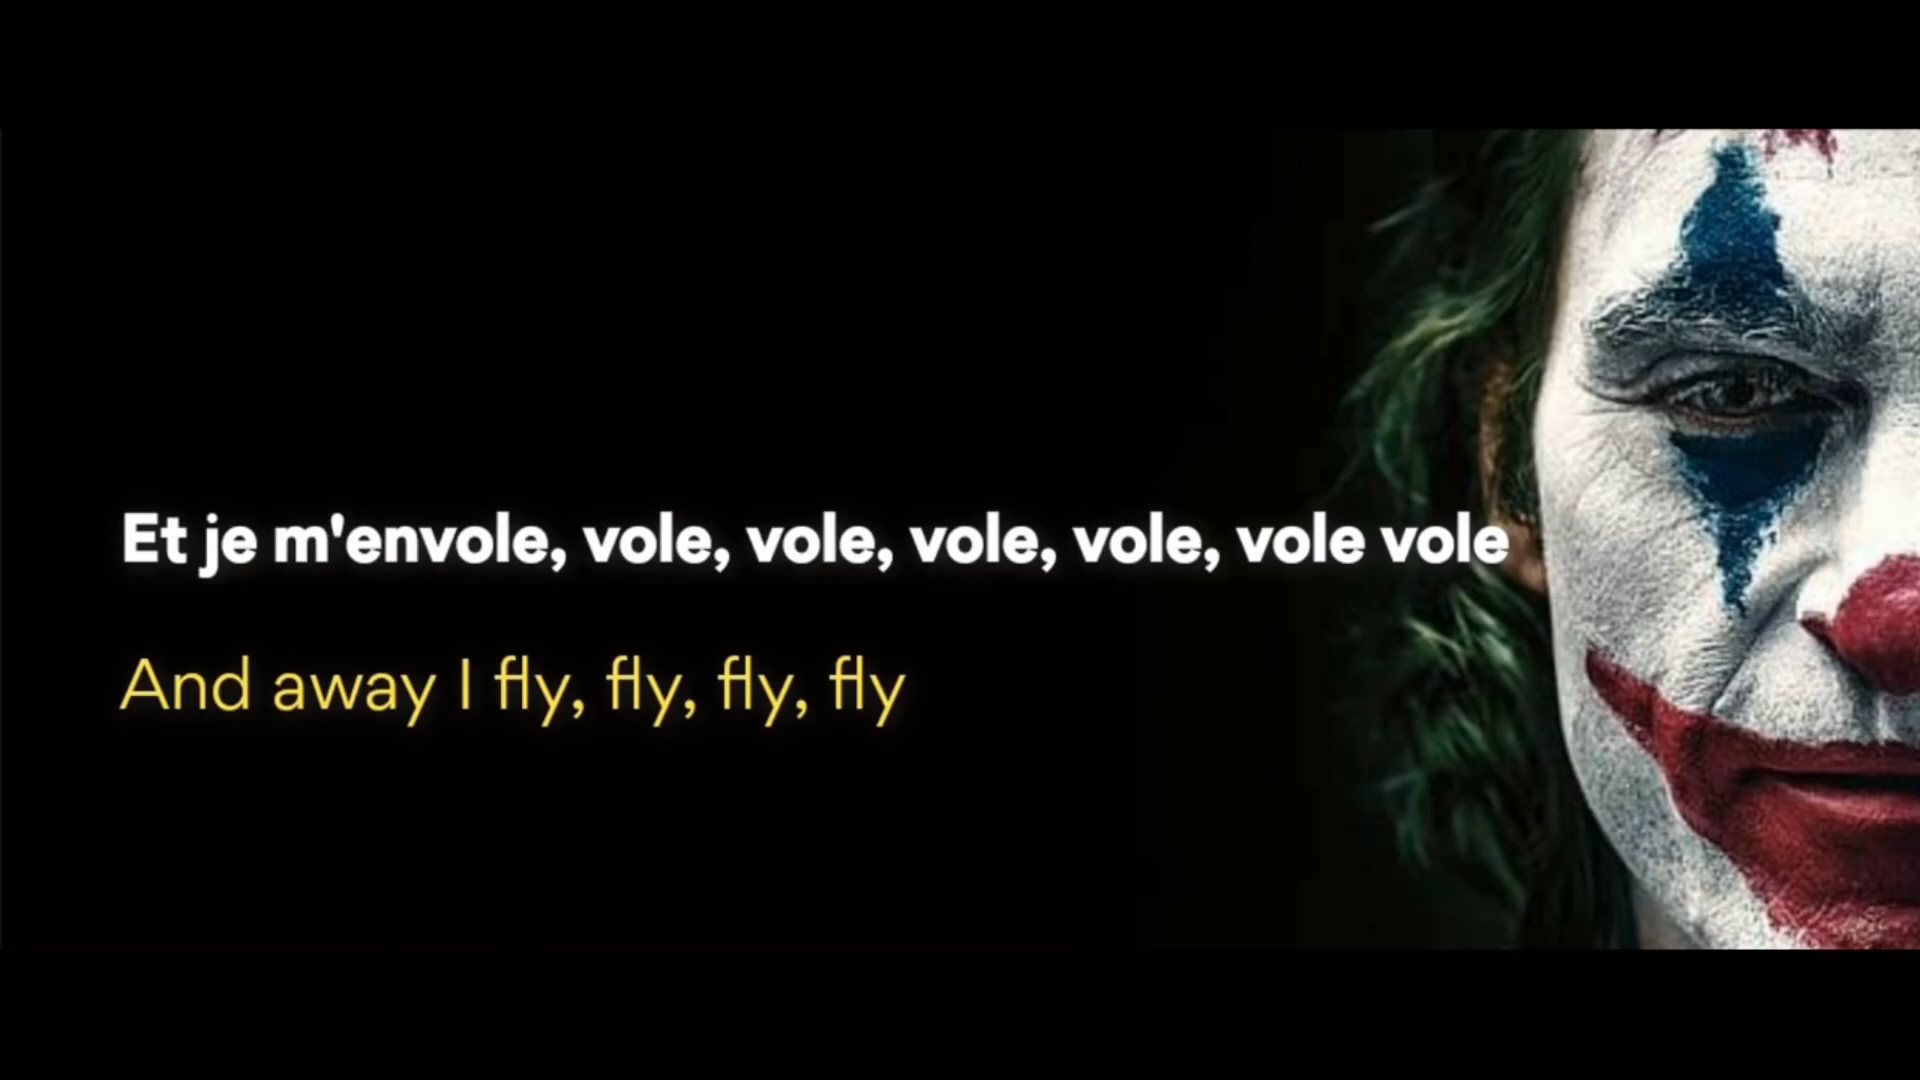 Et je m'envole, vole, vole, vole, vole, vole vole
And away I fly, fly, fly, fly